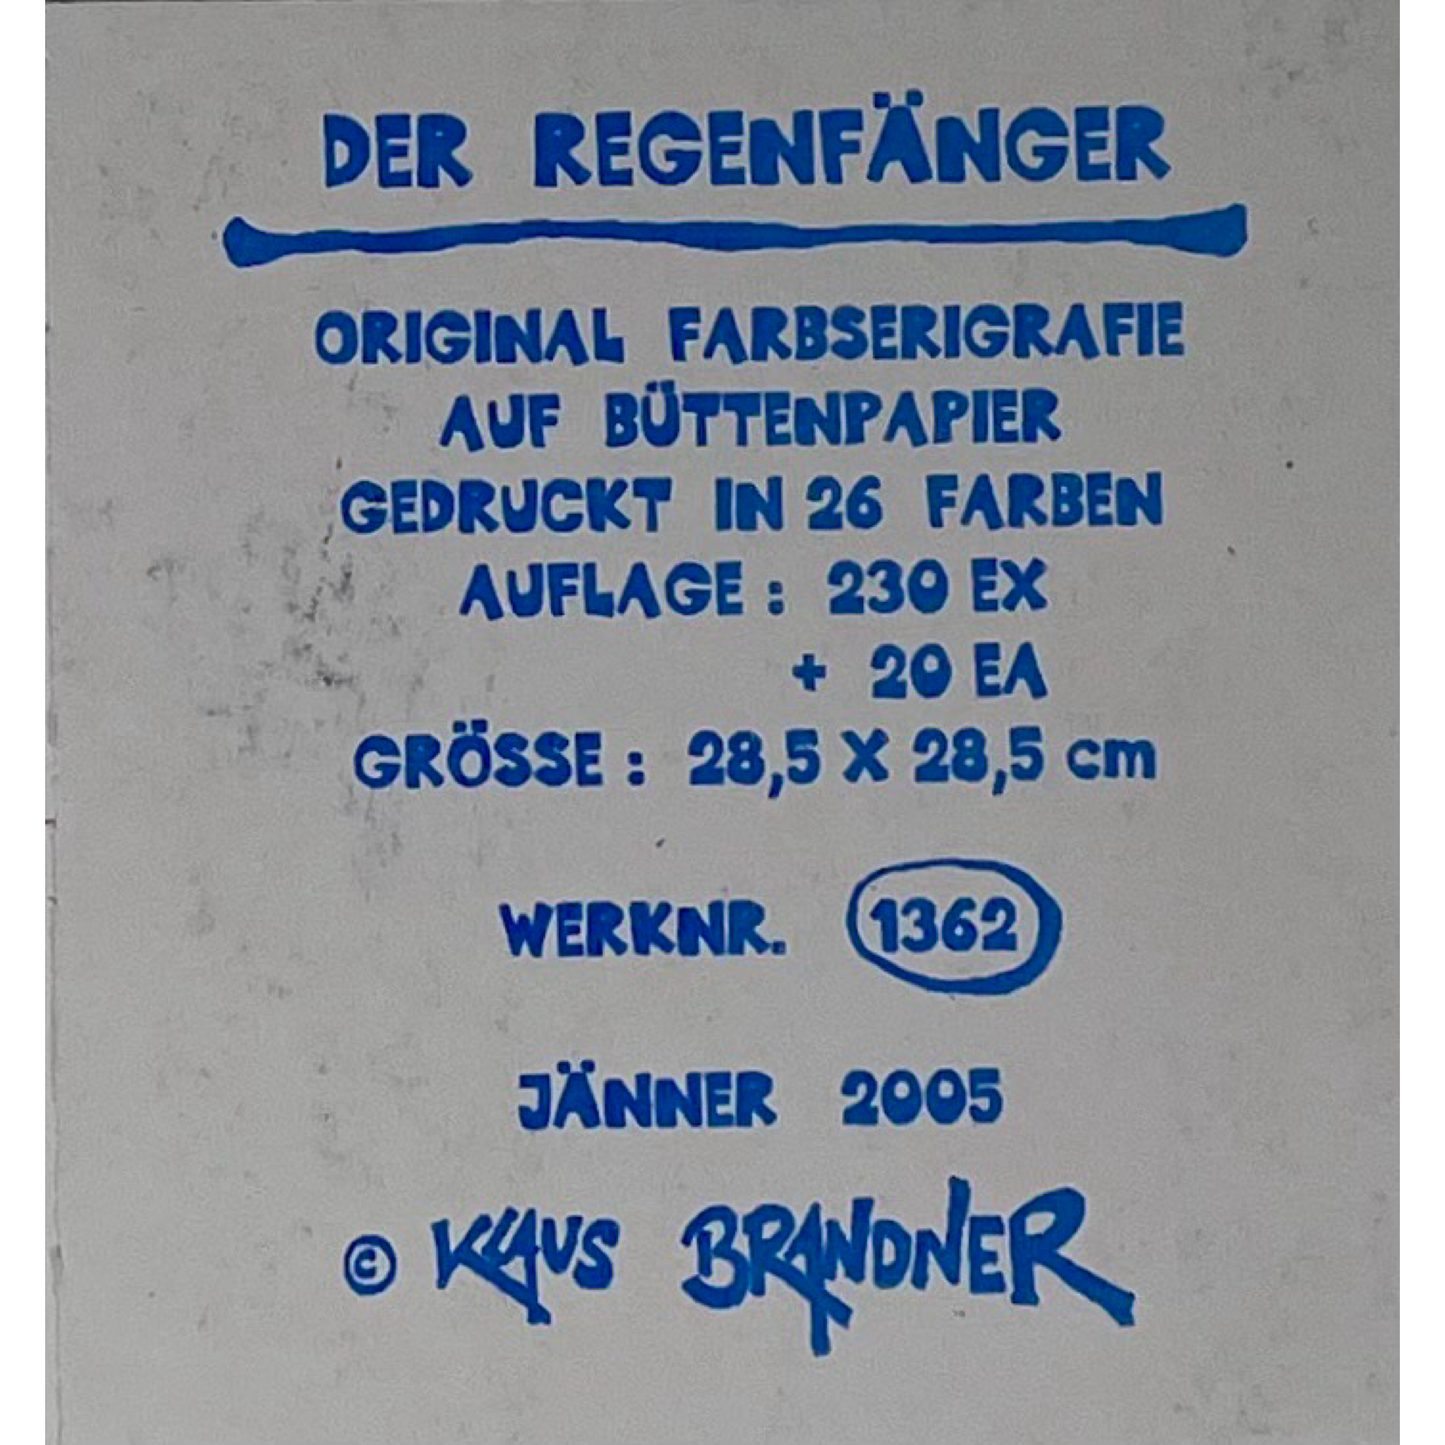 DER REGENFÄNGER
ORIGINAL FARBSERIGRAFIE
AUF BÜTTENPAPIER
GEDRUCKT IN 26 FARBEN
AUFLAGE: 230 EX
+ 20 EA
GRÖSSE: 28,5 X 28,5 cm
WERKNR. 1362
JÄNNER 2005
© KLAUS BRANDNER